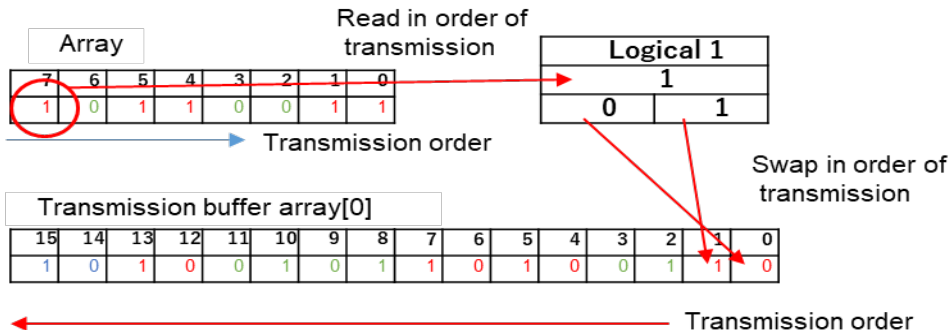 Read in order of
transmission
Array
Logical 1
7 6 5 4 3 2 1 0
1
1 0 1 1 0 0 1 1
0 1
Transmission order
Swap in order of
transmission
Transmission buffer array[0]
15 14 13 12 11 10 9 8 7 6 5 4 3 2 1 0
1 0 1 0 0 1 0 1 1 0 1 0 0 1 1 0
Transmission order